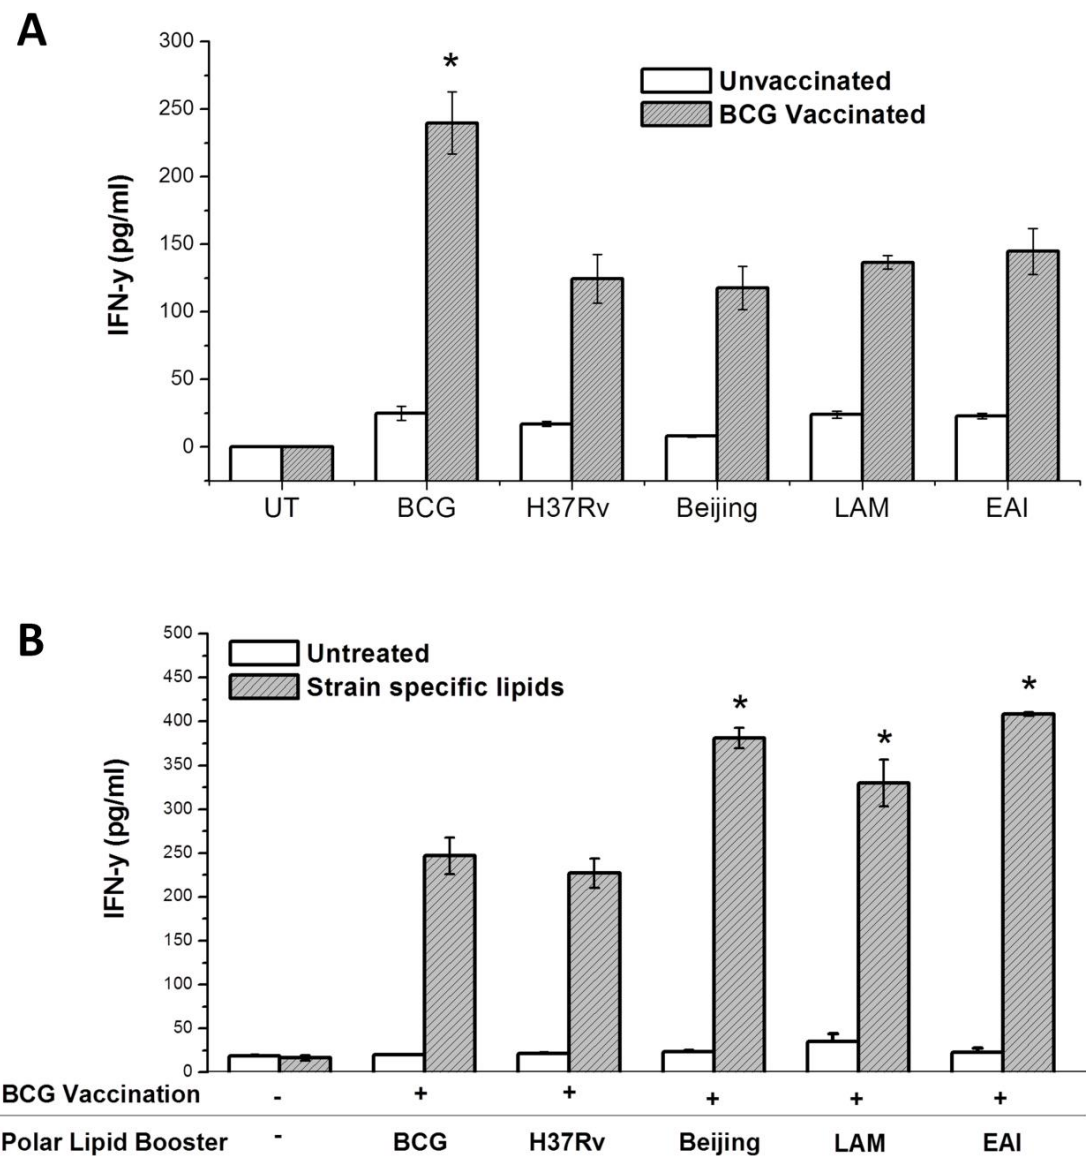 A
300
250
200
150
100
50
0
IFN-y (pg/ml)
Unvaccinated
BCG Vaccinated
*
UT BCG H37Rv Beijing LAM EAI
B
500
450
400
350
300
250
200
150
100
50
0
IFN-y (pg/ml)
Untreated
Strain specific lipids
* * *
BCG Vaccination - + + + + +
Polar Lipid Booster - BCG H37Rv Beijing LAM EAI